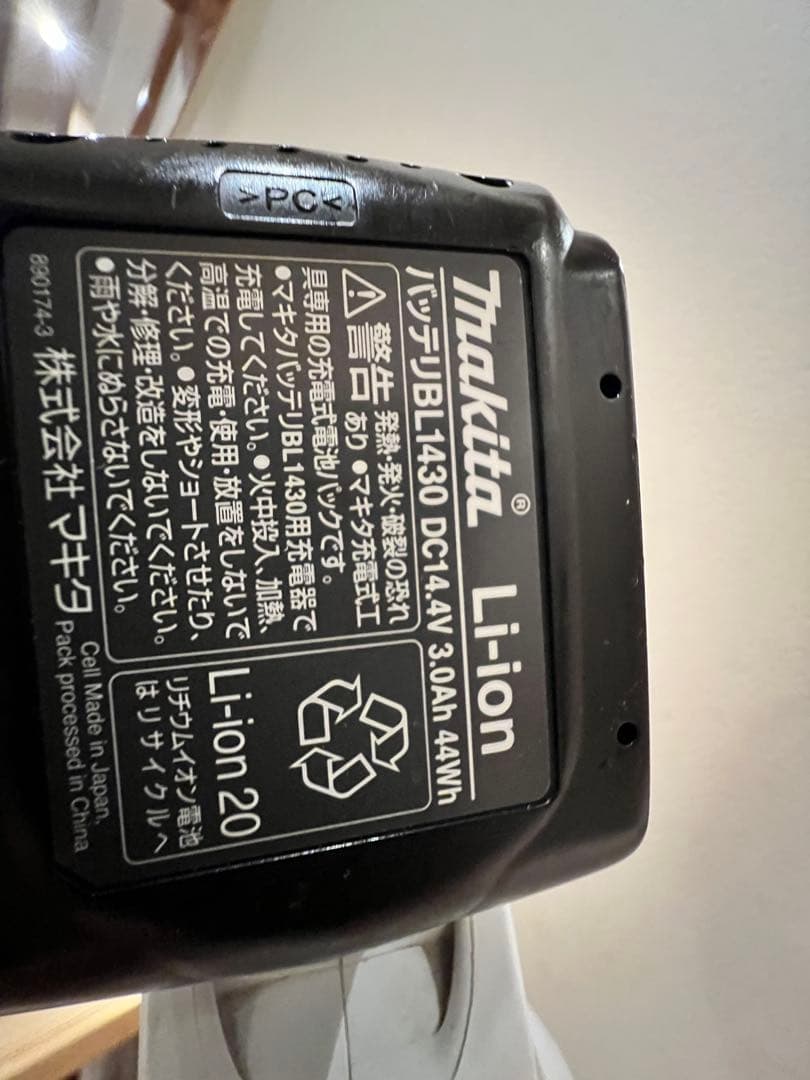 >PC<
Makita® Li-ion
バッテリBL1430 DC14.4V 3.0Ah 44Wh
⚠警告 発熱・発火・破裂の恐れ
あり ●マキタ充電式工
具専用の充電式電池パックです。
●マキタバッテリBL1430用充電器で
充電してください。●火中投入、加熱、
高温での充電・使用・放置をしないで
ください。●変形やショートさせたり、
分解・修理・改造をしないでください。
●雨や水にぬらさないでください。
Li-ion 20
リチウムイオン電池
はリサイクルへ
890174-3 株式会社 マキタ
Cell Made in Japan,
Pack processed in China